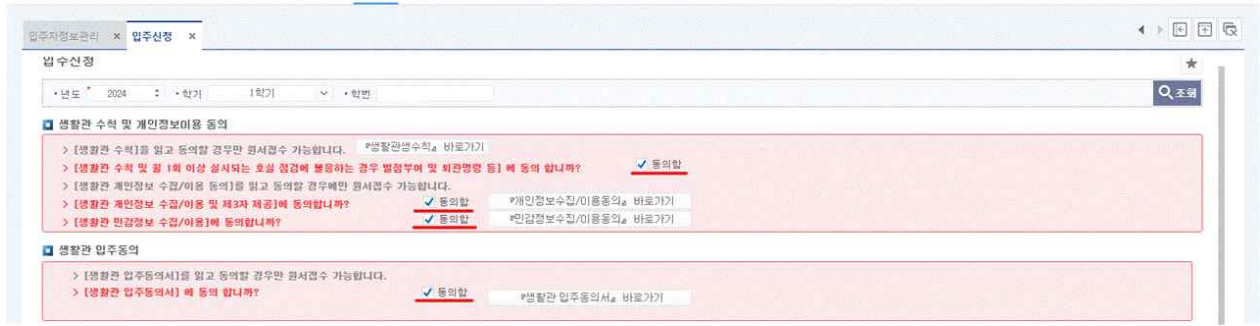 입주자정보관리 × 입주신청 ×
입주신청
• 년도 2024 • 학기 1학기 • 학번 조회
생활관 수칙 및 개인정보이용 동의
> [생활관 수칙]을 읽고 동의할 경우만 원서접수 가능합니다. 『생활관생수칙』 바로가기
> [생활관 수칙 및 월 1회 이상 실시되는 호실 점검에 불응하는 경우 벌점부여 및 퇴관명령 등] 에 동의 합니까? 동의함
> [생활관 개인정보 수집/이용 동의]를 읽고 동의할 경우에만 원서접수 가능합니다.
> [생활관 개인정보 수집/이용 및 제3자 제공]에 동의합니까? 동의함 『개인정보수집/이용동의』 바로가기
> [생활관 민감정보 수집/이용]에 동의합니까? 동의함 『민감정보수집/이용동의』 바로가기
생활관 입주동의
> [생활관 입주동의서]를 읽고 동의할 경우만 원서접수 가능합니다.
> [생활관 입주동의서] 에 동의 합니까? 동의함 『생활관 입주동의서』 바로가기